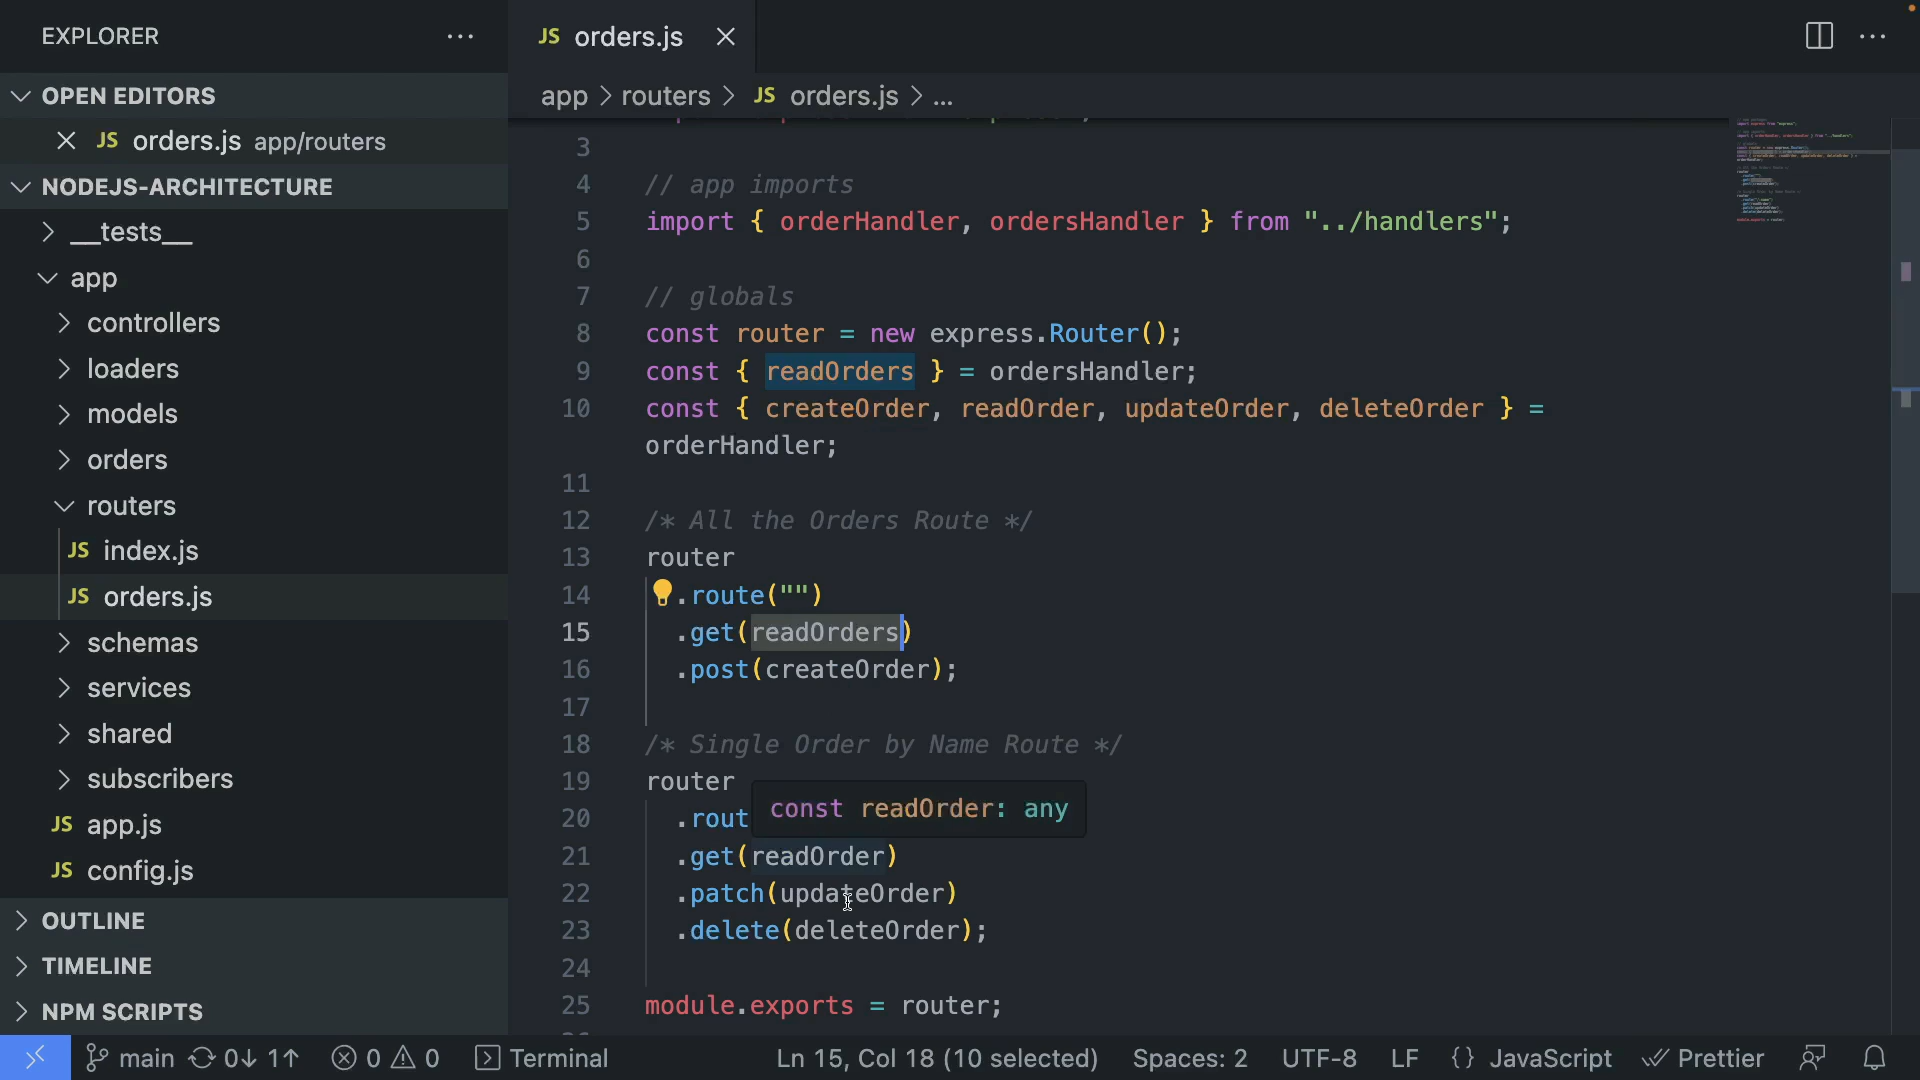 EXPLORER
OPEN EDITORS
JS orders.js app/routers
NODEJS-ARCHITECTURE
__tests__
app
controllers
loaders
models
orders
routers
JS index.js
JS orders.js
schemas
services
shared
subscribers
JS app.js
JS config.js
OUTLINE
TIMELINE
NPM SCRIPTS
JS orders.js
app > routers > JS orders.js > ...
3
4 // app imports
5 import { orderHandler, ordersHandler } from "../handlers";
6
7 // globals
8 const router = new express.Router();
9 const { readOrders } = ordersHandler;
10 const { createOrder, readOrder, updateOrder, deleteOrder } =
orderHandler;
11
12 /* All the Orders Route */
13 router
14 .route("")
15 .get(readOrders)
16 .post(createOrder);
17
18 /* Single Order by Name Route */
19 router
const readOrder: any
20 .rout
21 .get(readOrder)
22 .patch(updateOrder)
23 .delete(deleteOrder);
24
25 module.exports = router;
main 0↓ 1↑ 0 0 Terminal Ln 15, Col 18 (10 selected) Spaces: 2 UTF-8 LF {} JavaScript Prettier